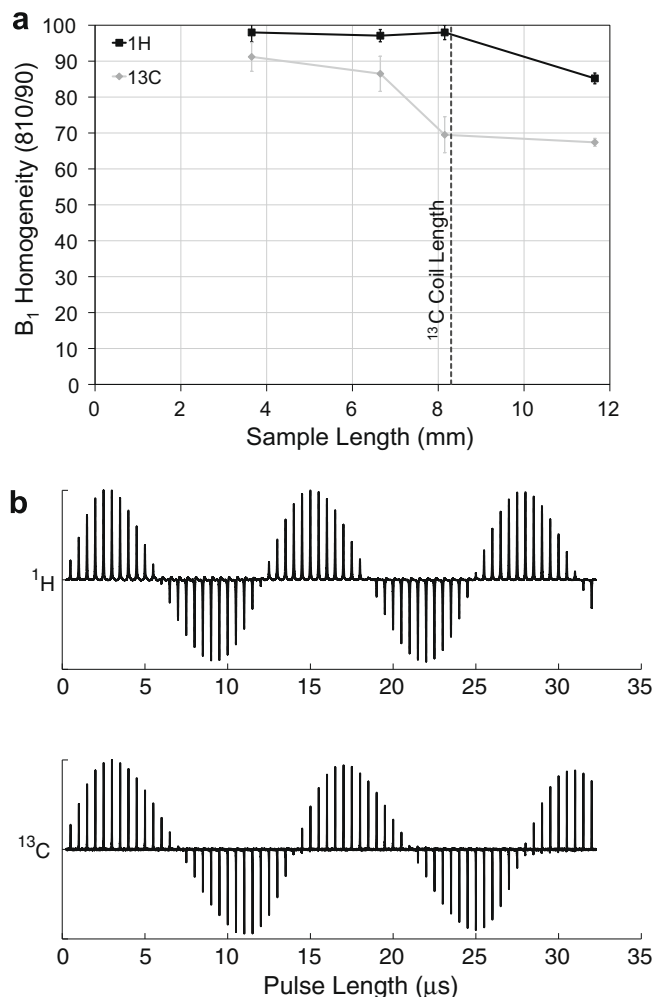 a
B₁ Homogeneity (810/90)
100
90
80
70
60
50
40
30
20
10
0
1H
13C
¹³C Coil Length
0 2 4 6 8 10 12
Sample Length (mm)
b
¹H
0 5 10 15 20 25 30 35
¹³C
0 5 10 15 20 25 30 35
Pulse Length (μs)